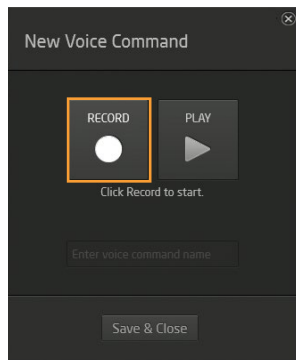 New Voice Command
RECORD
PLAY
Click Record to start.
Enter voice command name
Save & Close